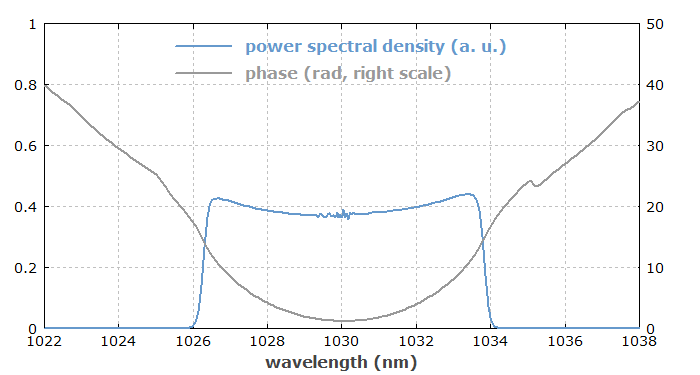 1 50
power spectral density (a. u.)
phase (rad, right scale)
0.8 40
0.6 30
0.4 20
0.2 10
0 0
1022 1024 1026 1028 1030 1032 1034 1036 1038
wavelength (nm)